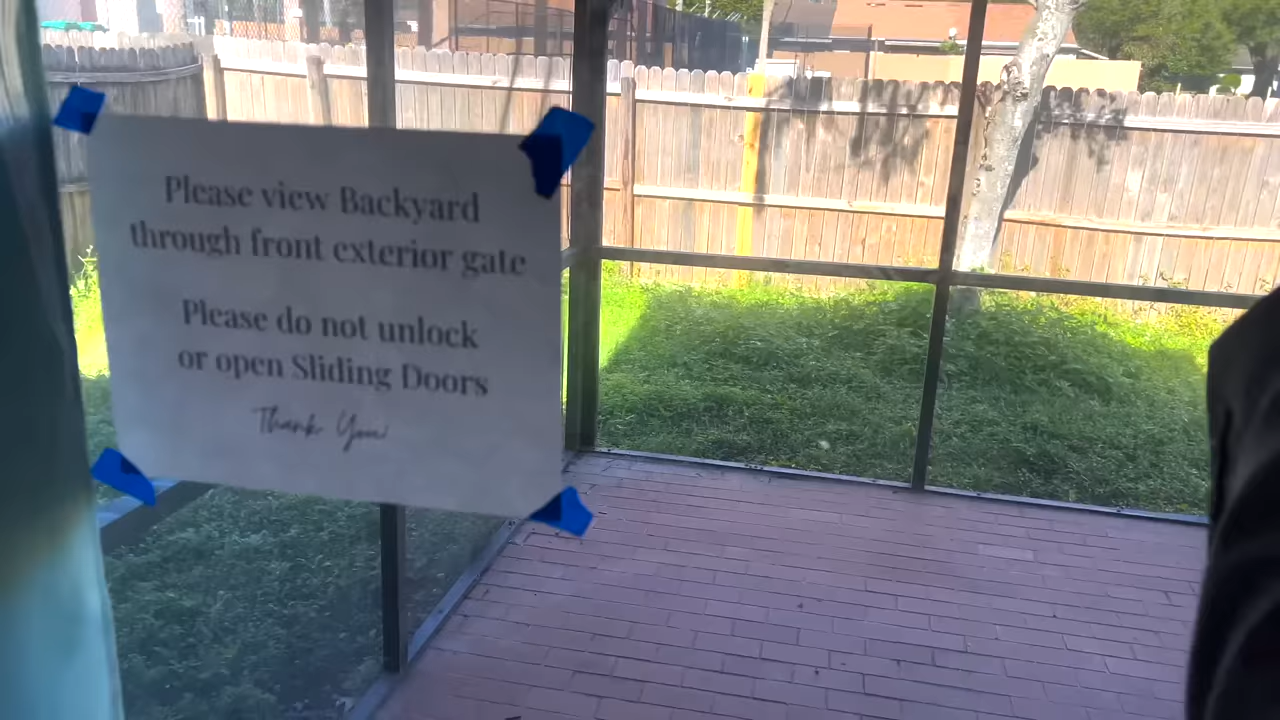 Please view Backyard
through front exterior gate
Please do not unlock
or open Sliding Doors
Thank You!